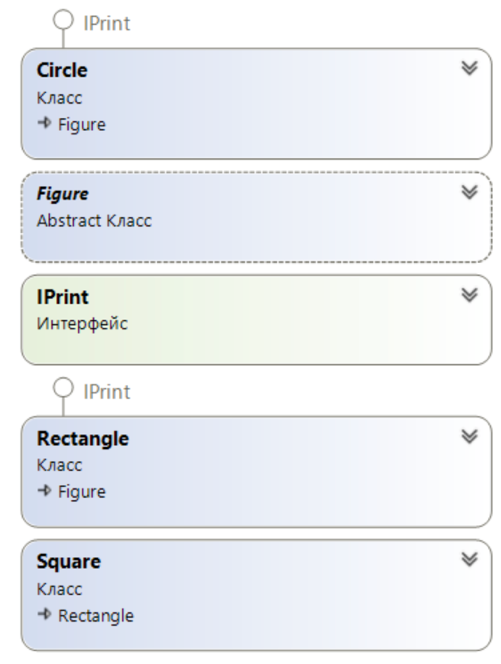 IPrint
Circle
Класс
Figure
Figure
Abstract Класс
IPrint
Интерфейс
IPrint
Rectangle
Класс
Figure
Square
Класс
Rectangle